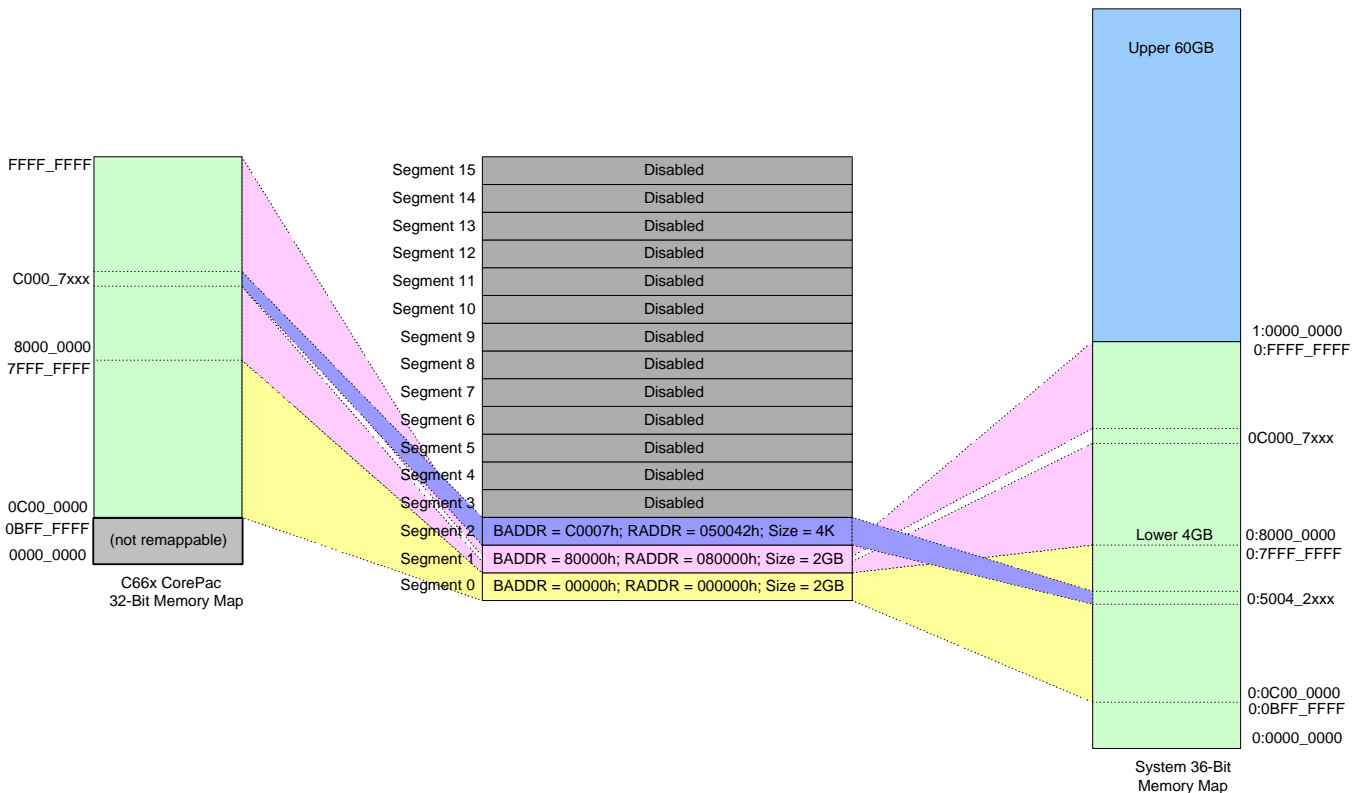 Upper 60GB
FFFF_FFFF
C000_7xxx
8000_0000
7FFF_FFFF
0C00_0000
0BFF_FFFF
0000_0000
(not remappable)
C66x CorePac
32-Bit Memory Map
Segment 15 Disabled
Segment 14 Disabled
Segment 13 Disabled
Segment 12 Disabled
Segment 11 Disabled
Segment 10 Disabled
Segment 9 Disabled
Segment 8 Disabled
Segment 7 Disabled
Segment 6 Disabled
Segment 5 Disabled
Segment 4 Disabled
Segment 3 Disabled
Segment 2 BADDR = C0007h; RADDR = 050042h; Size = 4K
Segment 1 BADDR = 80000h; RADDR = 080000h; Size = 2GB
Segment 0 BADDR = 00000h; RADDR = 000000h; Size = 2GB
1:0000_0000
0:FFFF_FFFF
0C000_7xxx
Lower 4GB
0:8000_0000
0:7FFF_FFFF
0:5004_2xxx
0:0C00_0000
0:0BFF_FFFF
0:0000_0000
System 36-Bit
Memory Map